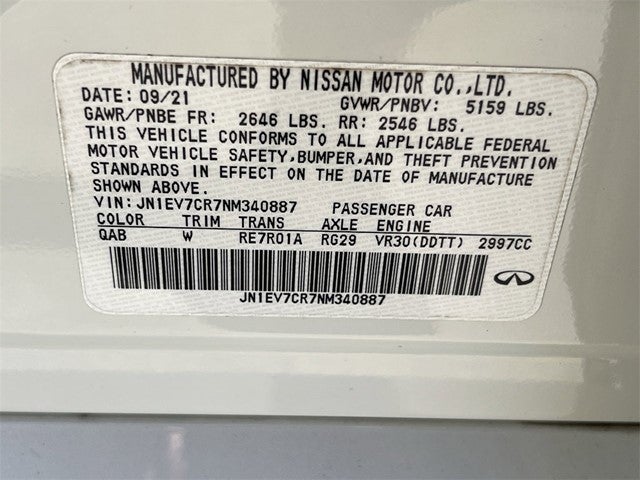 MANUFACTURED BY NISSAN MOTOR CO.,LTD.
DATE: 09/21 GVWR/PNBV: 5159 LBS.
GAWR/PNBE FR: 2646 LBS. RR: 2546 LBS.
THIS VEHICLE CONFORMS TO ALL APPLICABLE FEDERAL
MOTOR VEHICLE SAFETY,BUMPER,AND THEFT PREVENTION
STANDARDS IN EFFECT ON THE DATE OF MANUFACTURE
SHOWN ABOVE.
VIN: JN1EV7CR7NM340887 PASSENGER CAR
COLOR TRIM TRANS AXLE ENGINE
QAB W RE7R01A RG29 VR30(DDTT) 2997CC
JN1EV7CR7NM340887